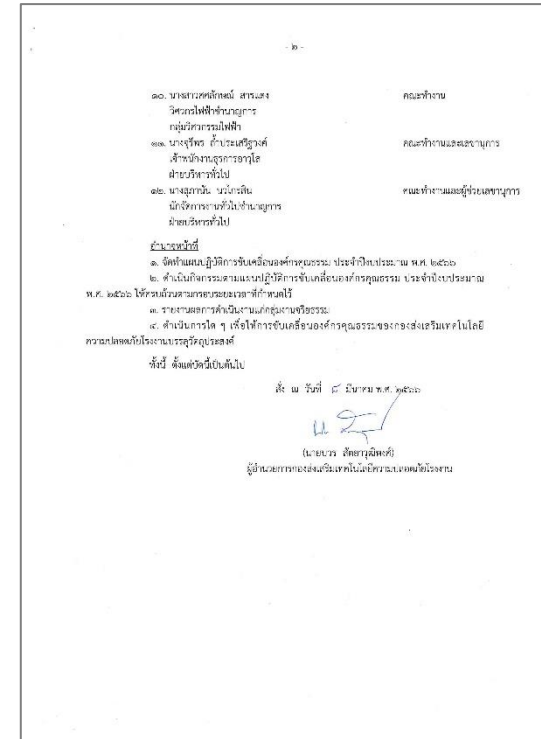 - ๒ -
๑๐. นางสาวศศลักษณ์ สารแดง คณะทำงาน
วิศวกรไฟฟ้าชำนาญการ
กลุ่มวิศวกรรมไฟฟ้า
๑๑. นางจุรีพร ถ้ำประเสริฐวงศ์ คณะทำงานและเลขานุการ
เจ้าพนักงานธุรการอาวุโส
ฝ่ายบริหารทั่วไป
๑๒. นางสุภานัน นวไกรสิน คณะทำงานและผู้ช่วยเลขานุการ
นักจัดการงานทั่วไปชำนาญการ
ฝ่ายบริหารทั่วไป
อำนาจหน้าที่
๑. จัดทำแผนปฏิบัติการขับเคลื่อนองค์กรคุณธรรม ประจำปีงบประมาณ พ.ศ. ๒๕๖๖
๒. ดำเนินกิจกรรมตามแผนปฏิบัติการขับเคลื่อนองค์กรคุณธรรม ประจำปีงบประมาณ
พ.ศ. ๒๕๖๖ ให้ครบถ้วนตามกรอบระยะเวลาที่กำหนดไว้
๓. รายงานผลการดำเนินงานแก่กลุ่มงานจริยธรรม
๔. ดำเนินการใด ๆ เพื่อให้การขับเคลื่อนองค์กรคุณธรรมของกองส่งเสริมเทคโนโลยี
ความปลอดภัยโรงงานบรรลุวัตถุประสงค์
ทั้งนี้ ตั้งแต่บัดนี้เป็นต้นไป
สั่ง ณ วันที่ ๘ มีนาคม พ.ศ. ๒๕๖๖
(นายบวร สัตยาวุฒิพงศ์)
ผู้อำนวยการกองส่งเสริมเทคโนโลยีความปลอดภัยโรงงาน